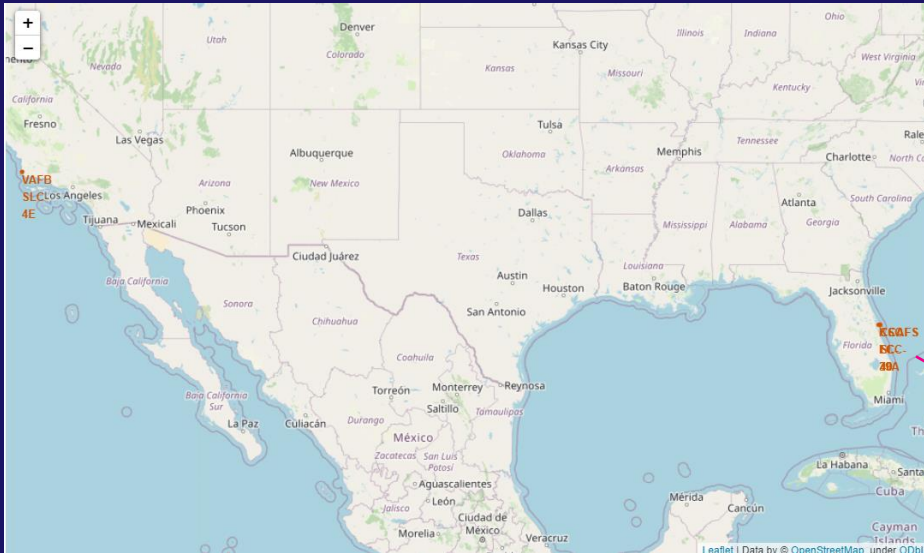 +
−
Denver
Ohio
Utah
Colorado
Kansas City
Illinois
Indiana
Nevada
Kansas
Missouri
West Virginia
California
Kentucky
Fresno
Las Vegas
Tulsa
Albuquerque
Memphis
Tennessee
Charlotte
Oklahoma
Arkansas
VAFB
SLC-
4E
Los Angeles
Arizona
New Mexico
South Carolina
Phoenix
Atlanta
Tijuana
Mexicali
Tucson
Dallas
Mississippi
Alabama
Georgia
Ciudad Juárez
Texas
Louisiana
Austin
Baja California
Houston
Baton Rouge
Jacksonville
Sonora
San Antonio
Chihuahua
Florida
Coahuila
Torreón
Monterrey
Reynosa
Baja California
Sur
Saltillo
Miami
La Paz
Culiacán
Durango
Tamaulipas
México
Zacatecas
San Luis
Potosí
La Habana
Santa
Aguascalientes
Cuba
León
Mérida
Jalisco
Cancún
Ciudad de
México
Morelia
Veracruz
Cayman
Islands
Leaflet | Data by © OpenStreetMap, under ODbL